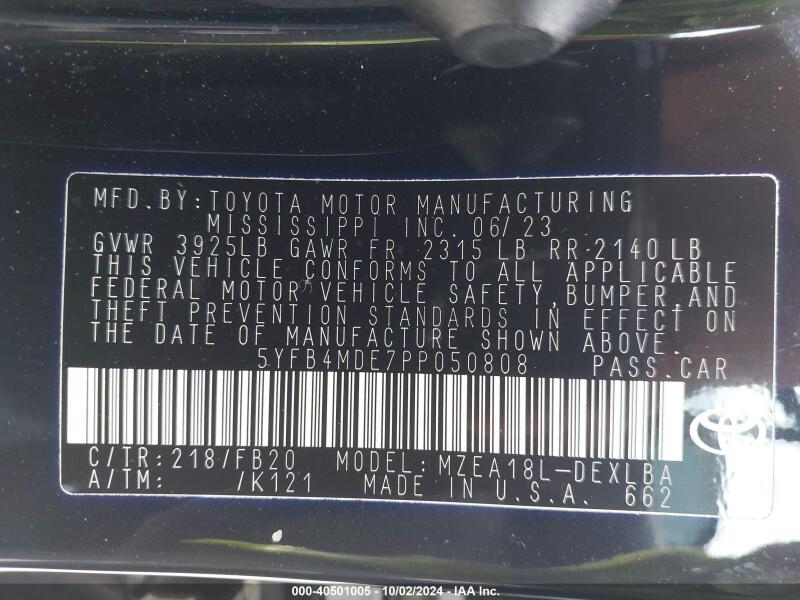 MFD. BY: TOYOTA MOTOR MANUFACTURING
MISSISSIPPI INC. 06/23
GVWR 3925LB GAWR FR 2315 LB RR 2140 LB
THIS VEHICLE CONFORMS TO ALL APPLICABLE
FEDERAL MOTOR VEHICLE SAFETY, BUMPER, AND
THEFT PREVENTION STANDARDS IN EFFECT ON
THE DATE OF MANUFACTURE SHOWN ABOVE.
5YFB4MDE7PP050808 PASS. CAR
C/TR: 218/FB20 MODEL: MZEA18L-DEXLBA
A/TM: /K121 MADE IN U.S.A. 662
000-40501005 - 10/02/2024 - IAA Inc.